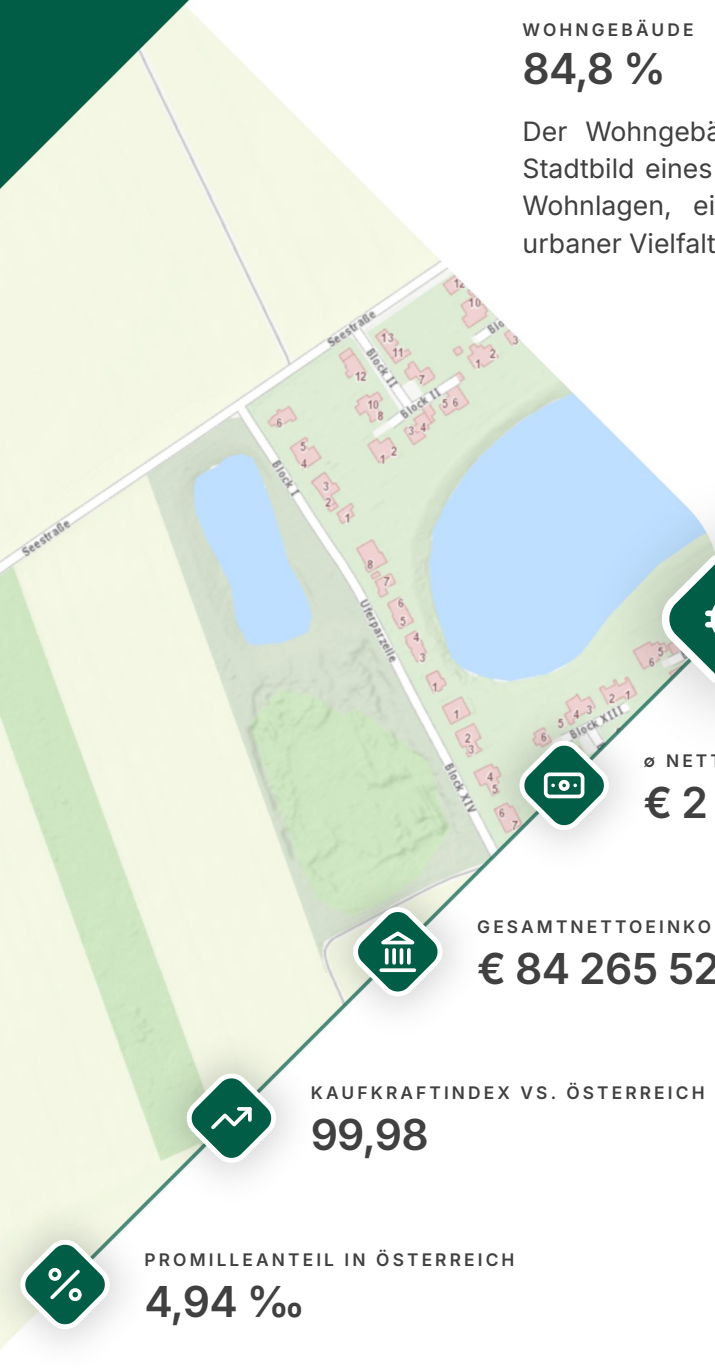 WOHNGEBÄUDE
84,8 %
Der Wohngebä
Stadtbild eines
Wohnlagen, ei
urbaner Vielfalt
Seestraße
Block II
Block II
Block I
Seestraße
Uferparzelle
Block XIII
Block XIV
ø NETT
€ 2
GESAMTNETTOEINKO
€ 84 265 52
KAUFKRAFTINDEX VS. ÖSTERREICH
99,98
PROMILLEANTEIL IN ÖSTERREICH
4,94 ‰